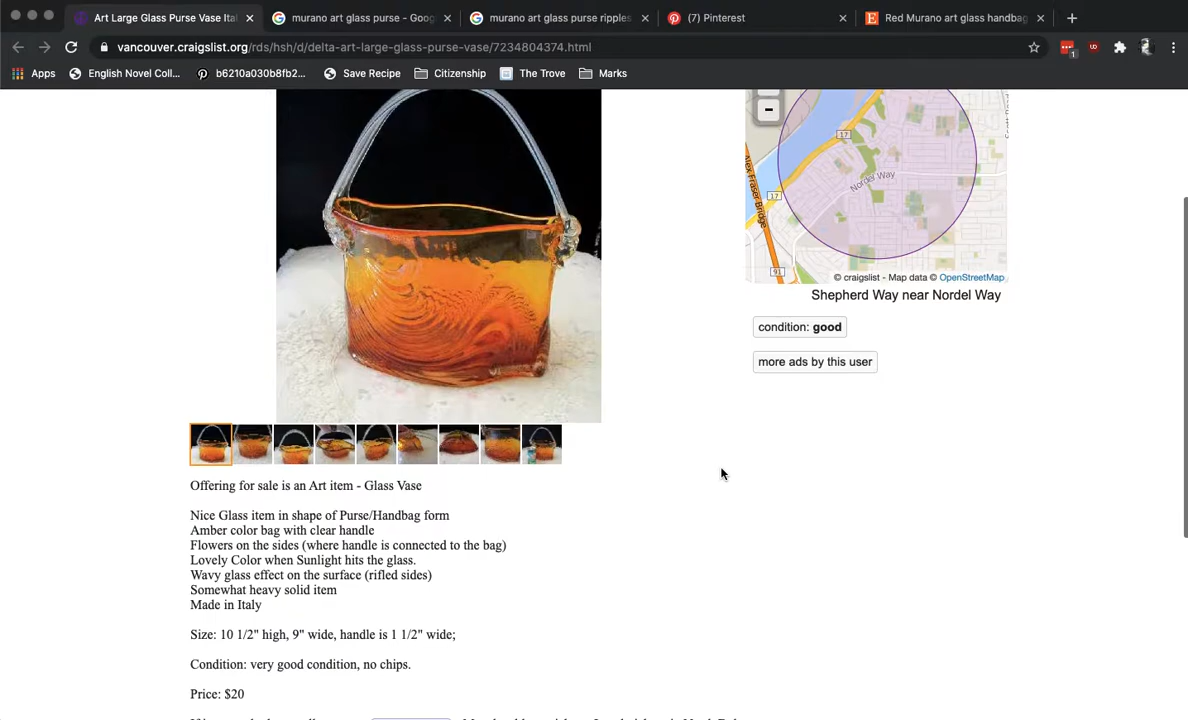 Art Large Glass Purse Vase Ital
murano art glass purse - Goog
murano art glass purse ripples
(7) Pinterest
Red Murano art glass handbag
vancouver.craigslist.org/rds/hsh/d/delta-art-large-glass-purse-vase/7234804374.html
Apps
English Novel Coll...
b6210a030b8fb2...
Save Recipe
Citizenship
The Trove
Marks
17
Nordel Way
Alex Fraser Bridge
17
91
© craigslist - Map data © OpenStreetMap
Shepherd Way near Nordel Way
condition: good
more ads by this user
Offering for sale is an Art item - Glass Vase
Nice Glass item in shape of Purse/Handbag form
Amber color bag with clear handle
Flowers on the sides (where handle is connected to the bag)
Lovely Color when Sunlight hits the glass.
Wavy glass effect on the surface (rifled sides)
Somewhat heavy solid item
Made in Italy
Size: 10 1/2" high, 9" wide, handle is 1 1/2" wide;
Condition: very good condition, no chips.
Price: $20